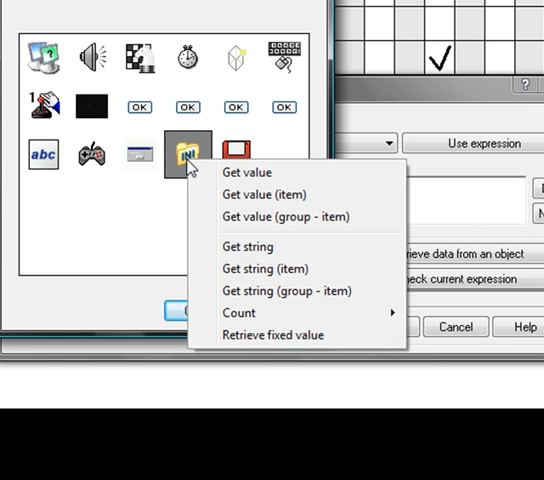 ?
1
OK
OK
OK
OK
Use expression
abc
INI
Get value
Get value (item)
Get value (group - item)
Get string
ieve data from an object
Get string (item)
eck current expression
Get string (group - item)
Count
Cancel
Help
Retrieve fixed value